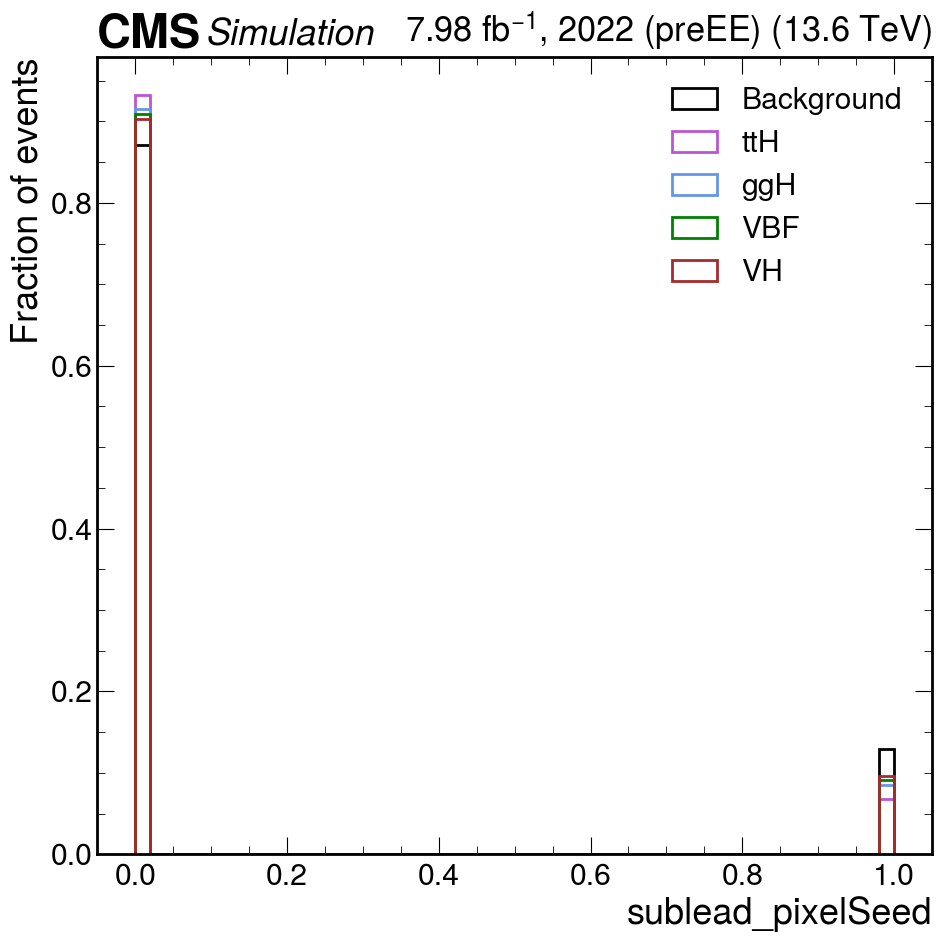 CMS Simulation 7.98 fb⁻¹, 2022 (preEE) (13.6 TeV)
Fraction of events
0.8
0.6
0.4
0.2
0.0
Background
ttH
ggH
VBF
VH
0.0 0.2 0.4 0.6 0.8 1.0
sublead_pixelSeed